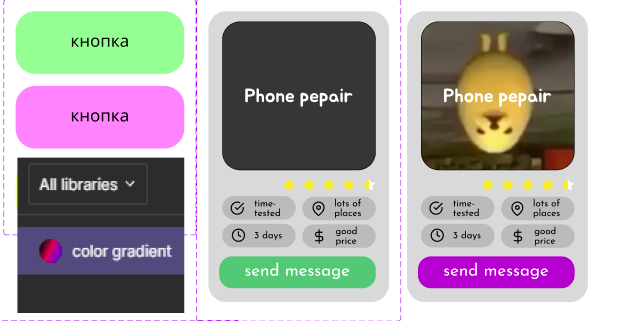 кнопка
кнопка
All libraries
color gradient
Phone pepair
time-
tested
lots of
places
3 days
good
price
send message
Phone pepair
time-
tested
lots of
places
3 days
good
price
send message